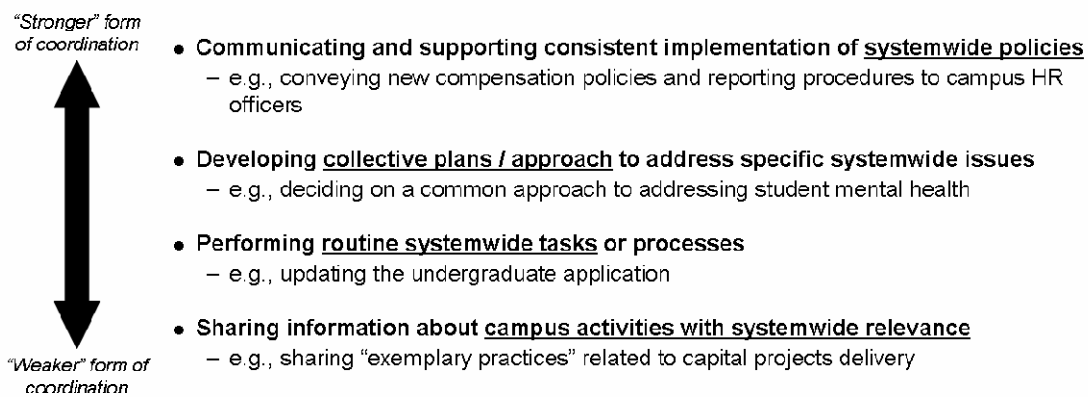 “Stronger” form
of coordination
• Communicating and supporting consistent implementation of systemwide policies
– e.g., conveying new compensation policies and reporting procedures to campus HR
officers
• Developing collective plans / approach to address specific systemwide issues
– e.g., deciding on a common approach to addressing student mental health
• Performing routine systemwide tasks or processes
– e.g., updating the undergraduate application
• Sharing information about campus activities with systemwide relevance
– e.g., sharing “exemplary practices” related to capital projects delivery
“Weaker” form of
coordination